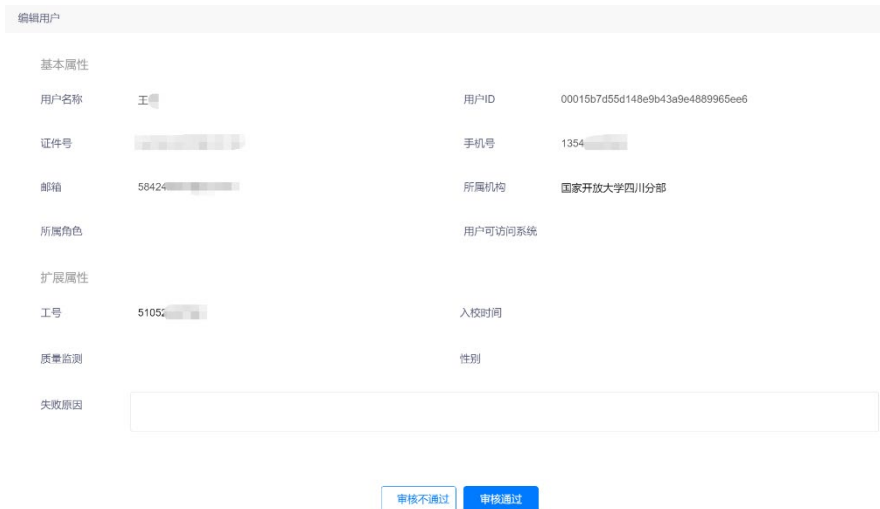 编辑用户
基本属性
用户名称 王 用户ID 00015b7d55d148e9b43a9e4889965ee6
证件号 手机号 1354
邮箱 58424 所属机构 国家开放大学四川分部
所属角色 用户可访问系统
扩展属性
工号 51052 入校时间
质量监测 性别
失败原因
审核不通过 审核通过